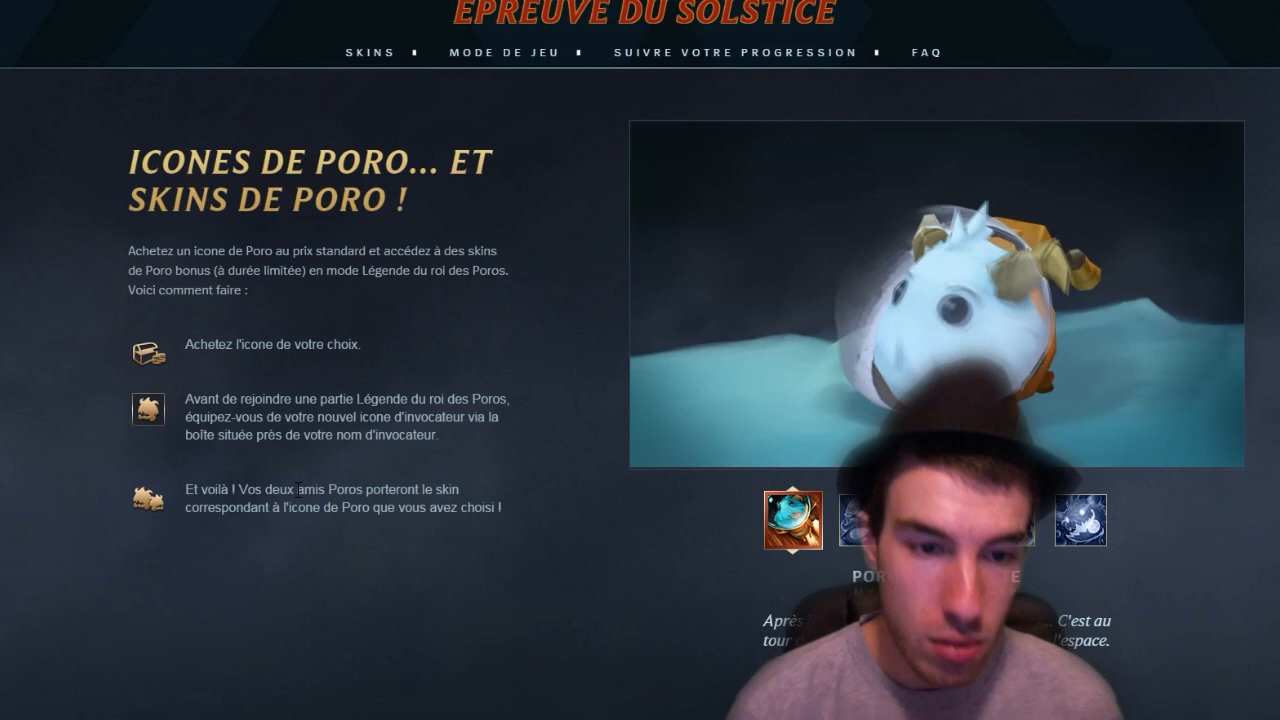 EPREUVE DU SOLSTICE
SKINS MODE DE JEU SUIVRE VOTRE PROGRESSION FAQ
ICONES DE PORO... ET
SKINS DE PORO !
Achetez un icone de Poro au prix standard et accédez à des skins
de Poro bonus (à durée limitée) en mode Légende du roi des Poros.
Voici comment faire :
Achetez l'icone de votre choix.
Avant de rejoindre une partie Légende du roi des Poros,
équipez-vous de votre nouvel icone d'invocateur via la
boîte située près de votre nom d'invocateur.
Et voilà ! Vos deux amis Poros porteront le skin
correspondant à l'icone de Poro que vous avez choisi !
Après ... C'est au
tour l'espace.